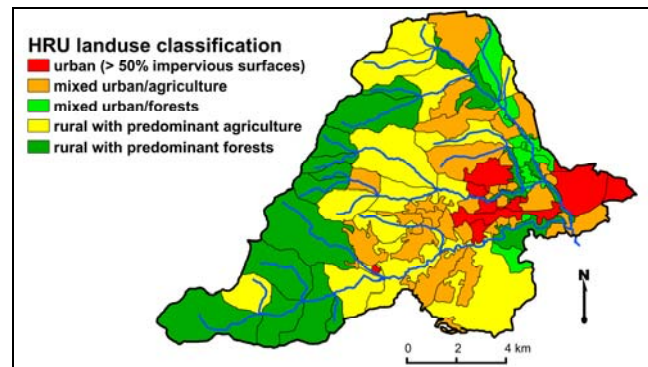 HRU landuse classification
urban (> 50% impervious surfaces)
mixed urban/agriculture
mixed urban/forests
rural with predominant agriculture
rural with predominant forests
N
0 2 4 km